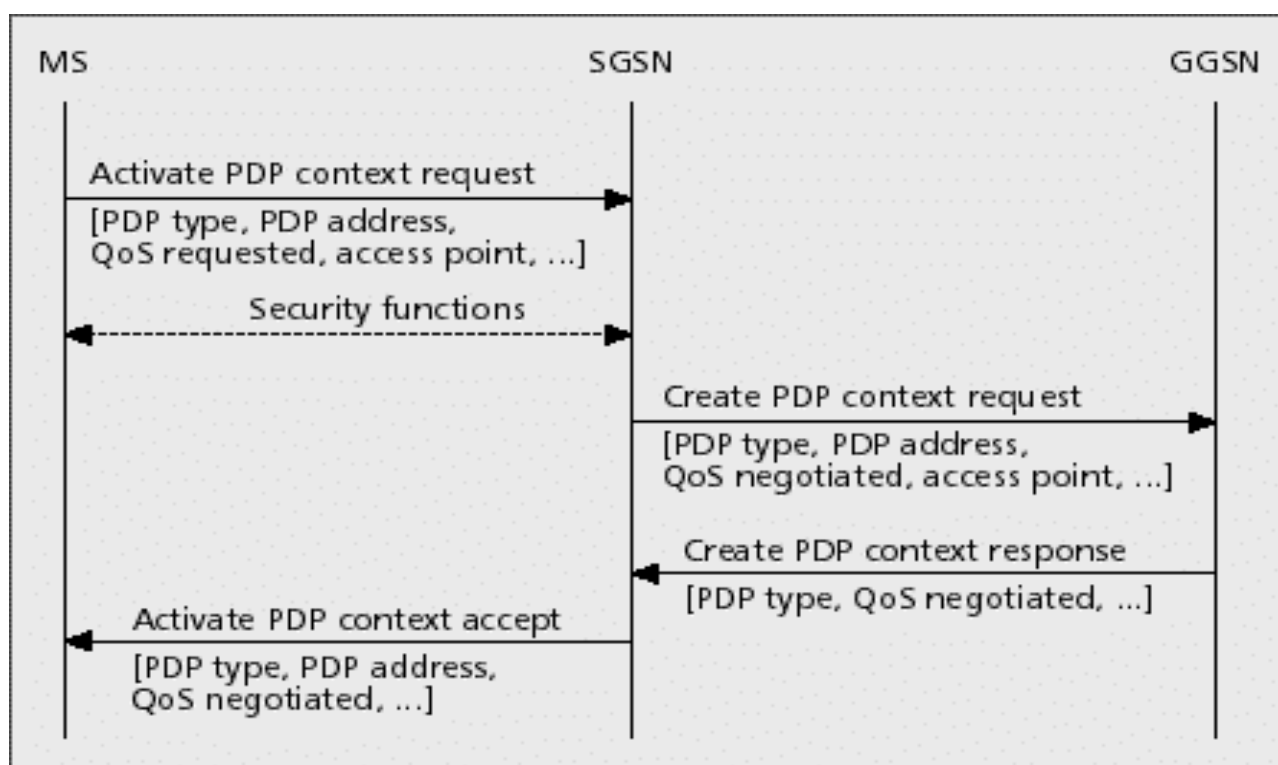 MS SGSN GGSN
Activate PDP context request
[PDP type, PDP address,
QoS requested, access point, ...]
Security functions
Create PDP context request
[PDP type, PDP address,
QoS negotiated, access point, ...]
Create PDP context response
[PDP type, QoS negotiated, ...]
Activate PDP context accept
[PDP type, PDP address,
QoS negotiated, ...]